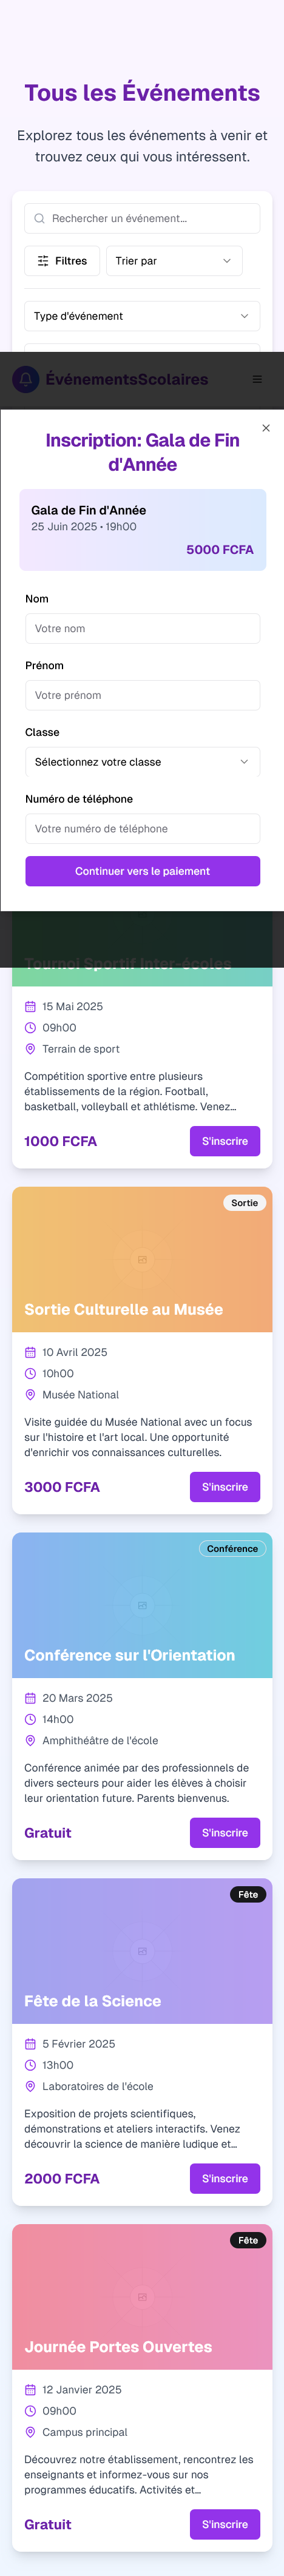 Tous les Événements
Explorez tous les événements à venir et
trouvez ceux qui vous intéressent.
Rechercher un événement...
Filtres
Trier par
Type d'événement
ÉvénementsScolaires
Inscription: Gala de Fin
d'Année
Gala de Fin d'Année
25 Juin 2025 • 19h00
5000 FCFA
Nom
Votre nom
Prénom
Votre prénom
Classe
Sélectionnez votre classe
Numéro de téléphone
Votre numéro de téléphone
Continuer vers le paiement
Tournoi Sportif Inter-écoles
15 Mai 2025
09h00
Terrain de sport
Compétition sportive entre plusieurs
établissements de la région. Football,
basketball, volleyball et athlétisme. Venez...
1000 FCFA
S'inscrire
Sortie
Sortie Culturelle au Musée
10 Avril 2025
10h00
Musée National
Visite guidée du Musée National avec un focus
sur l'histoire et l'art local. Une opportunité
d'enrichir vos connaissances culturelles.
3000 FCFA
S'inscrire
Conférence
Conférence sur l'Orientation
20 Mars 2025
14h00
Amphithéâtre de l'école
Conférence animée par des professionnels de
divers secteurs pour aider les élèves à choisir
leur orientation future. Parents bienvenus.
Gratuit
S'inscrire
Fête
Fête de la Science
5 Février 2025
13h00
Laboratoires de l'école
Exposition de projets scientifiques,
démonstrations et ateliers interactifs. Venez
découvrir la science de manière ludique et...
2000 FCFA
S'inscrire
Fête
Journée Portes Ouvertes
12 Janvier 2025
09h00
Campus principal
Découvrez notre établissement, rencontrez les
enseignants et informez-vous sur nos
programmes éducatifs. Activités et...
Gratuit
S'inscrire